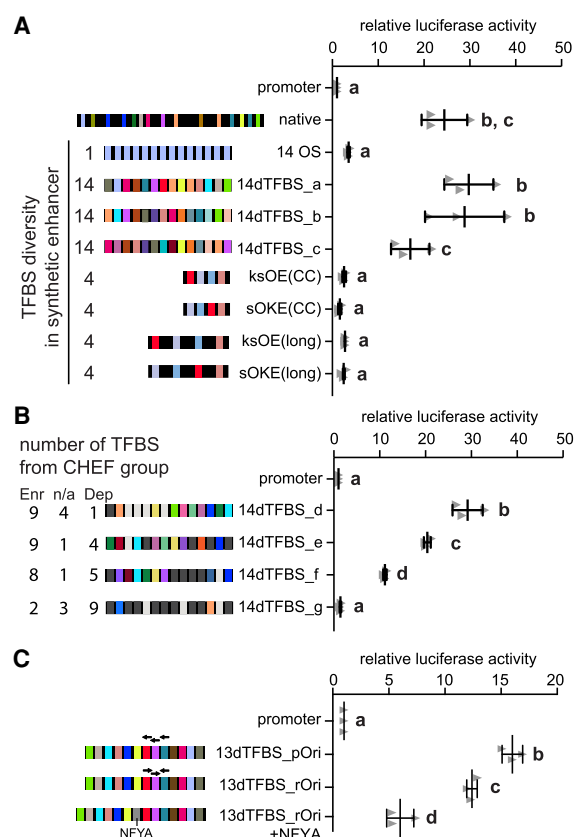 A
relative luciferase activity
0 10 20 30 40 50
promoter a
native b, c
TFBS diversity
in synthetic enhancer
1 14 OS a
14 14dTFBS_a b
14 14dTFBS_b b
14 14dTFBS_c c
4 ksOE(CC) a
4 sOKE(CC) a
4 ksOE(long) a
4 sOKE(long) a
B
relative luciferase activity
0 10 20 30 40 50
number of TFBS
from CHEF group
Enr n/a Dep
promoter a
9 4 1 14dTFBS_d b
9 1 4 14dTFBS_e c
8 1 5 14dTFBS_f d
2 3 9 14dTFBS_g a
C
relative luciferase activity
0 5 10 15 20
promoter a
13dTFBS_pOri b
13dTFBS_rOri c
13dTFBS_rOri d
NFYA +NFYA